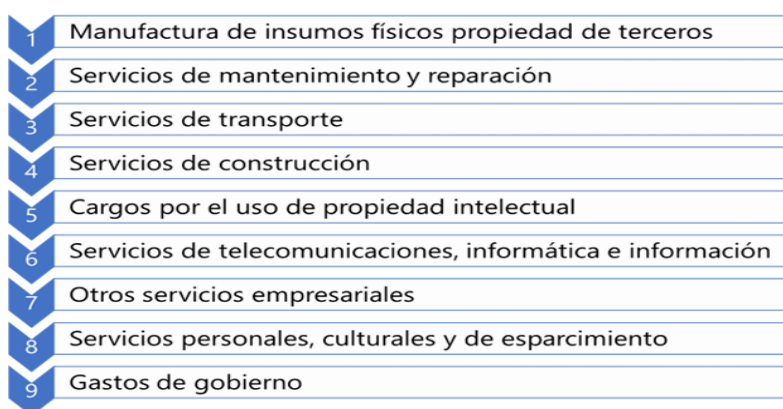 1 Manufactura de insumos físicos propiedad de terceros
2 Servicios de mantenimiento y reparación
3 Servicios de transporte
4 Servicios de construcción
5 Cargos por el uso de propiedad intelectual
6 Servicios de telecomunicaciones, informática e información
7 Otros servicios empresariales
8 Servicios personales, culturales y de esparcimiento
9 Gastos de gobierno